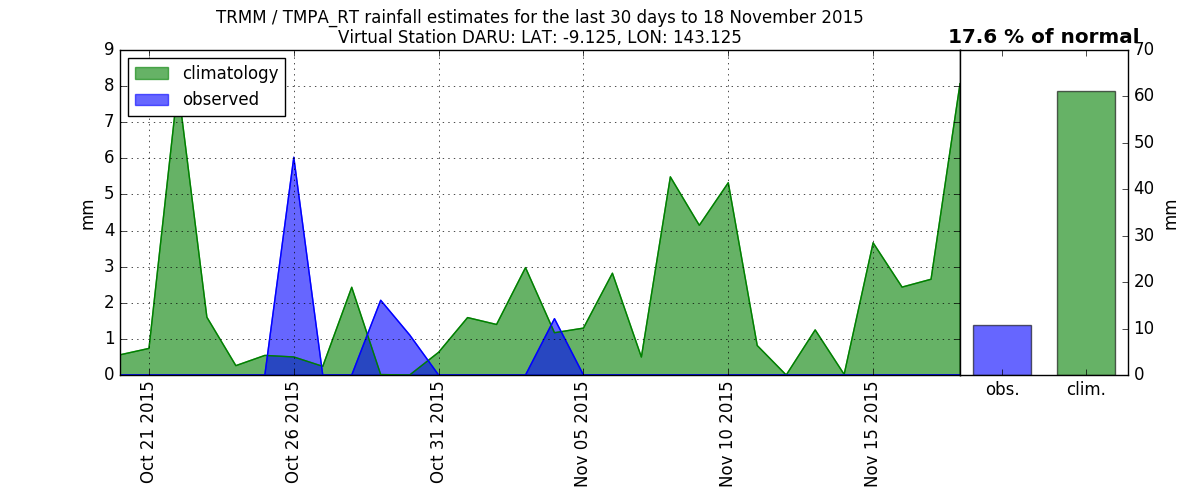 TRMM / TMPA_RT rainfall estimates for the last 30 days to 18 November 2015
Virtual Station DARU: LAT: -9.125, LON: 143.125
17.6 % of normal
climatology
observed
9
8
7
6
5
4
3
2
1
0
mm
Oct 21 2015
Oct 26 2015
Oct 31 2015
Nov 05 2015
Nov 10 2015
Nov 15 2015
70
60
50
40
30
20
10
0
mm
obs.
clim.